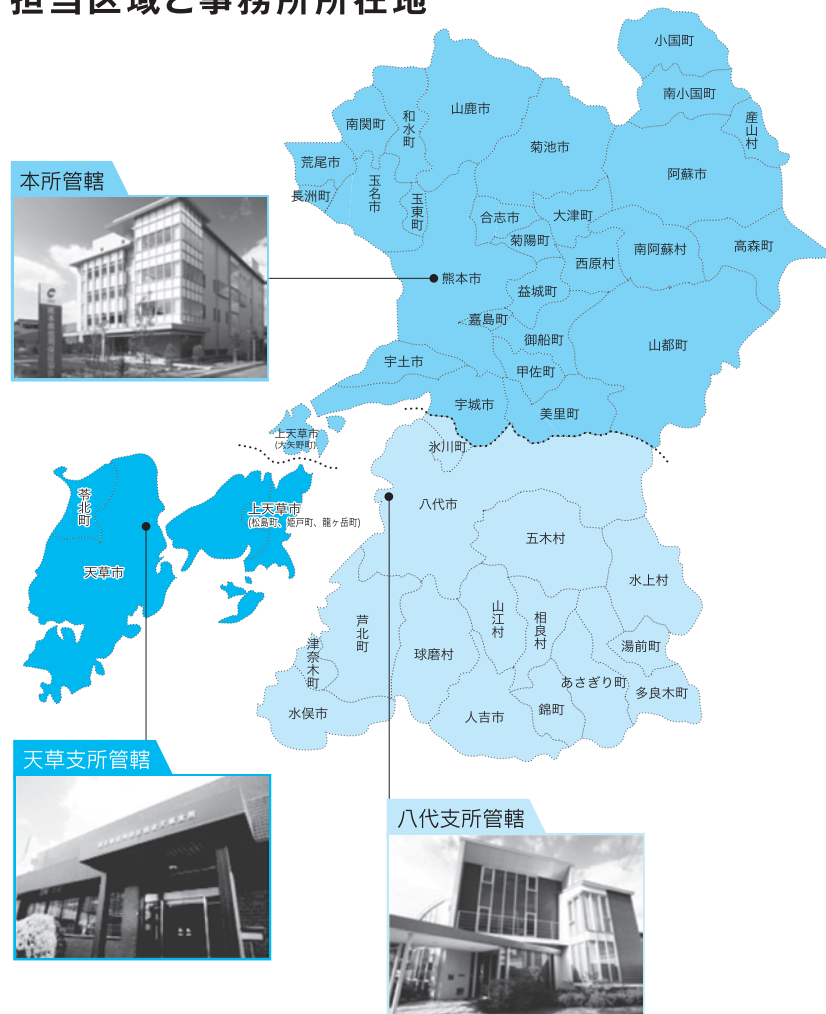 担当区域と事務所所在地
小国町
南小国町
産山村
山鹿市
和水町
南関町
菊池市
荒尾市
阿蘇市
長洲町
玉名市
玉東町
本所管轄
合志市
大津町
菊陽町
西原村
南阿蘇村
高森町
熊本市
益城町
嘉島町
御船町
山都町
宇土市
甲佐町
宇城市
美里町
上天草市
(大矢野町)
氷川町
苓北町
上天草市
(松島町、姫戸町、龍ヶ岳町)
八代市
五木村
天草市
水上村
山江村
相良村
芦北町
津奈木町
球磨村
湯前町
あさぎり町
多良木町
水俣市
人吉市
錦町
天草支所管轄
八代支所管轄